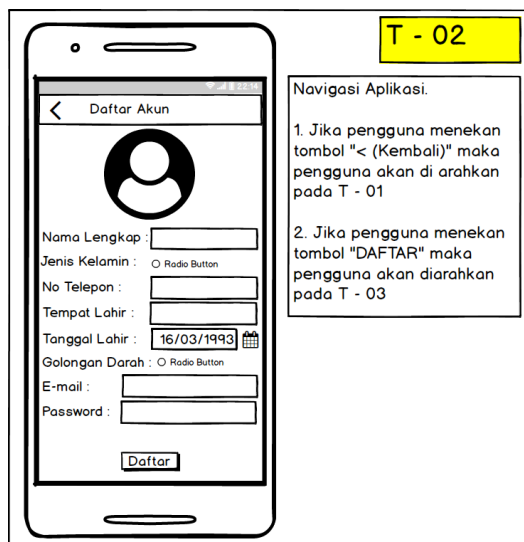 T - 02
22:14
Daftar Akun
Nama Lengkap :
Jenis Kelamin : Radio Button
No Telepon :
Tempat Lahir :
Tanggal Lahir : 16/03/1993
Golongan Darah : Radio Button
E-mail :
Password :
Daftar
Navigasi Aplikasi.
1. Jika pengguna menekan
tombol "< (Kembali)" maka
pengguna akan di arahkan
pada T - 01
2. Jika pengguna menekan
tombol "DAFTAR" maka
pengguna akan diarahkan
pada T - 03